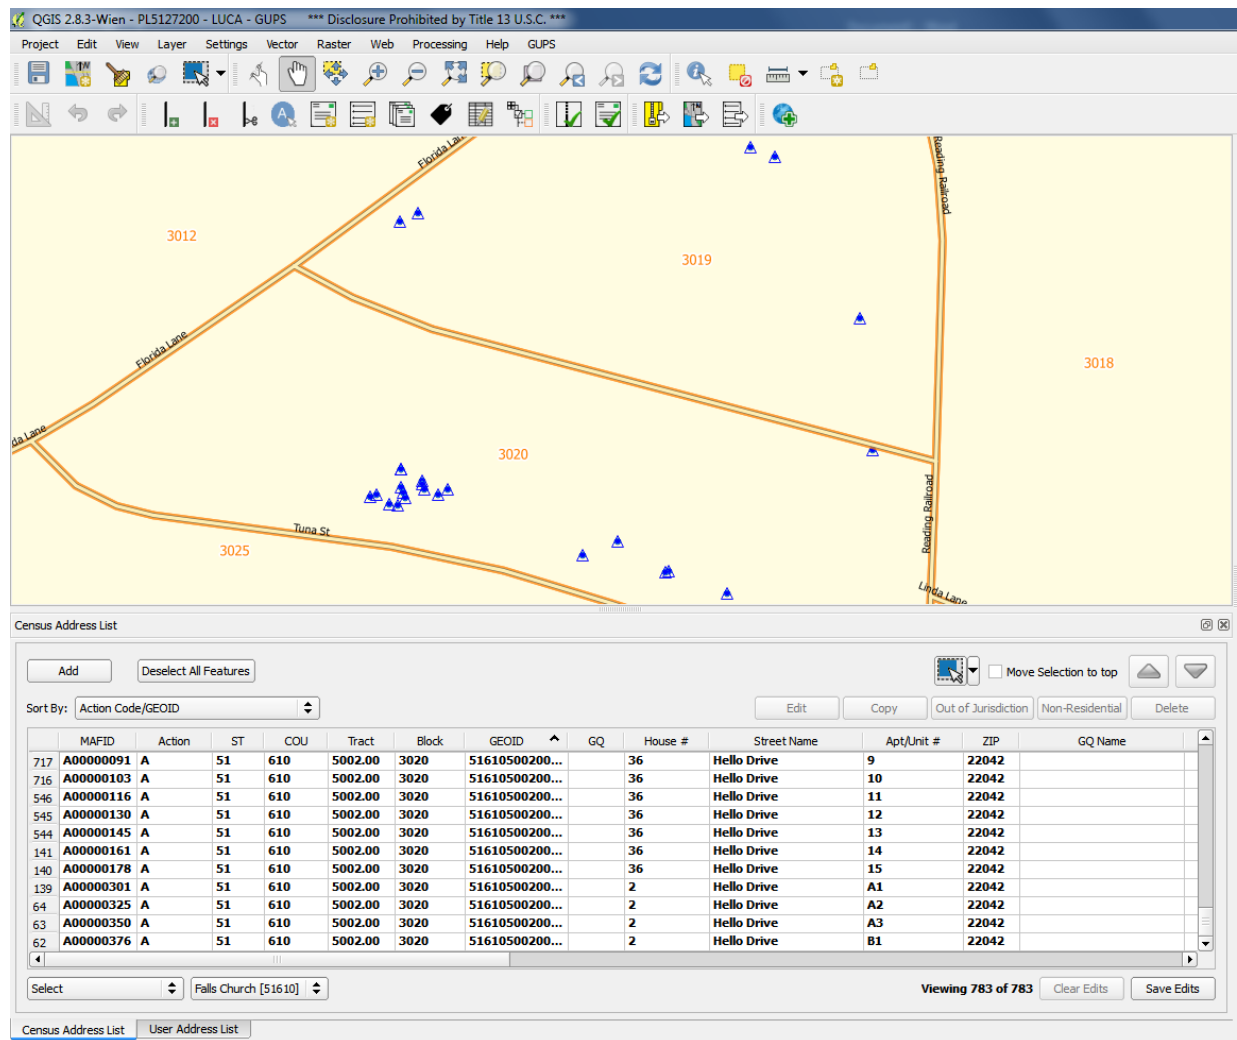 QGIS 2.8.3-Wien - PL5127200 - LUCA - GUPS *** Disclosure Prohibited by Title 13 U.S.C. ***
Project Edit View Layer Settings Vector Raster Web Processing Help GUPS
Florida Lan
Reading Railroad
3012
3019
Florida Lane
3018
da Lane
3020
Reading Railroad
Tuna St
3025
Linda Lane
Census Address List
Add Deselect All Features Move Selection to top
Sort By: Action Code/GEOID Edit Copy Out of Jurisdiction Non-Residential Delete
MAFID Action ST COU Tract Block GEOID GQ House # Street Name Apt/Unit # ZIP GQ Name
717 A00000091 A 51 610 5002.00 3020 51610500200... 36 Hello Drive 9 22042
716 A00000103 A 51 610 5002.00 3020 51610500200... 36 Hello Drive 10 22042
546 A00000116 A 51 610 5002.00 3020 51610500200... 36 Hello Drive 11 22042
545 A00000130 A 51 610 5002.00 3020 51610500200... 36 Hello Drive 12 22042
544 A00000145 A 51 610 5002.00 3020 51610500200... 36 Hello Drive 13 22042
141 A00000161 A 51 610 5002.00 3020 51610500200... 36 Hello Drive 14 22042
140 A00000178 A 51 610 5002.00 3020 51610500200... 36 Hello Drive 15 22042
139 A00000301 A 51 610 5002.00 3020 51610500200... 2 Hello Drive A1 22042
64 A00000325 A 51 610 5002.00 3020 51610500200... 2 Hello Drive A2 22042
63 A00000350 A 51 610 5002.00 3020 51610500200... 2 Hello Drive A3 22042
62 A00000376 A 51 610 5002.00 3020 51610500200... 2 Hello Drive B1 22042
Select Falls Church [51610] Viewing 783 of 783 Clear Edits Save Edits
Census Address List User Address List